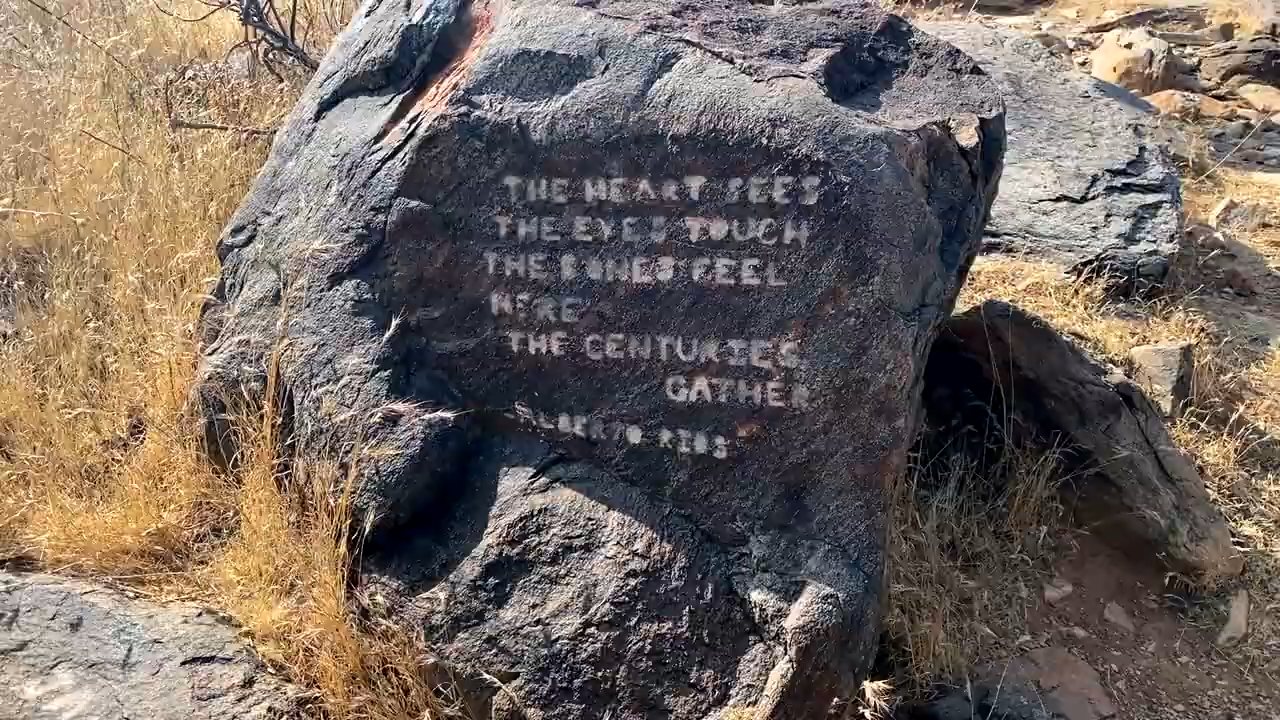 THE HEART SEES
THE EYES TOUCH
THE BONES FEEL
HERE
THE CENTURIES
GATHER
ALBERTO RIOS